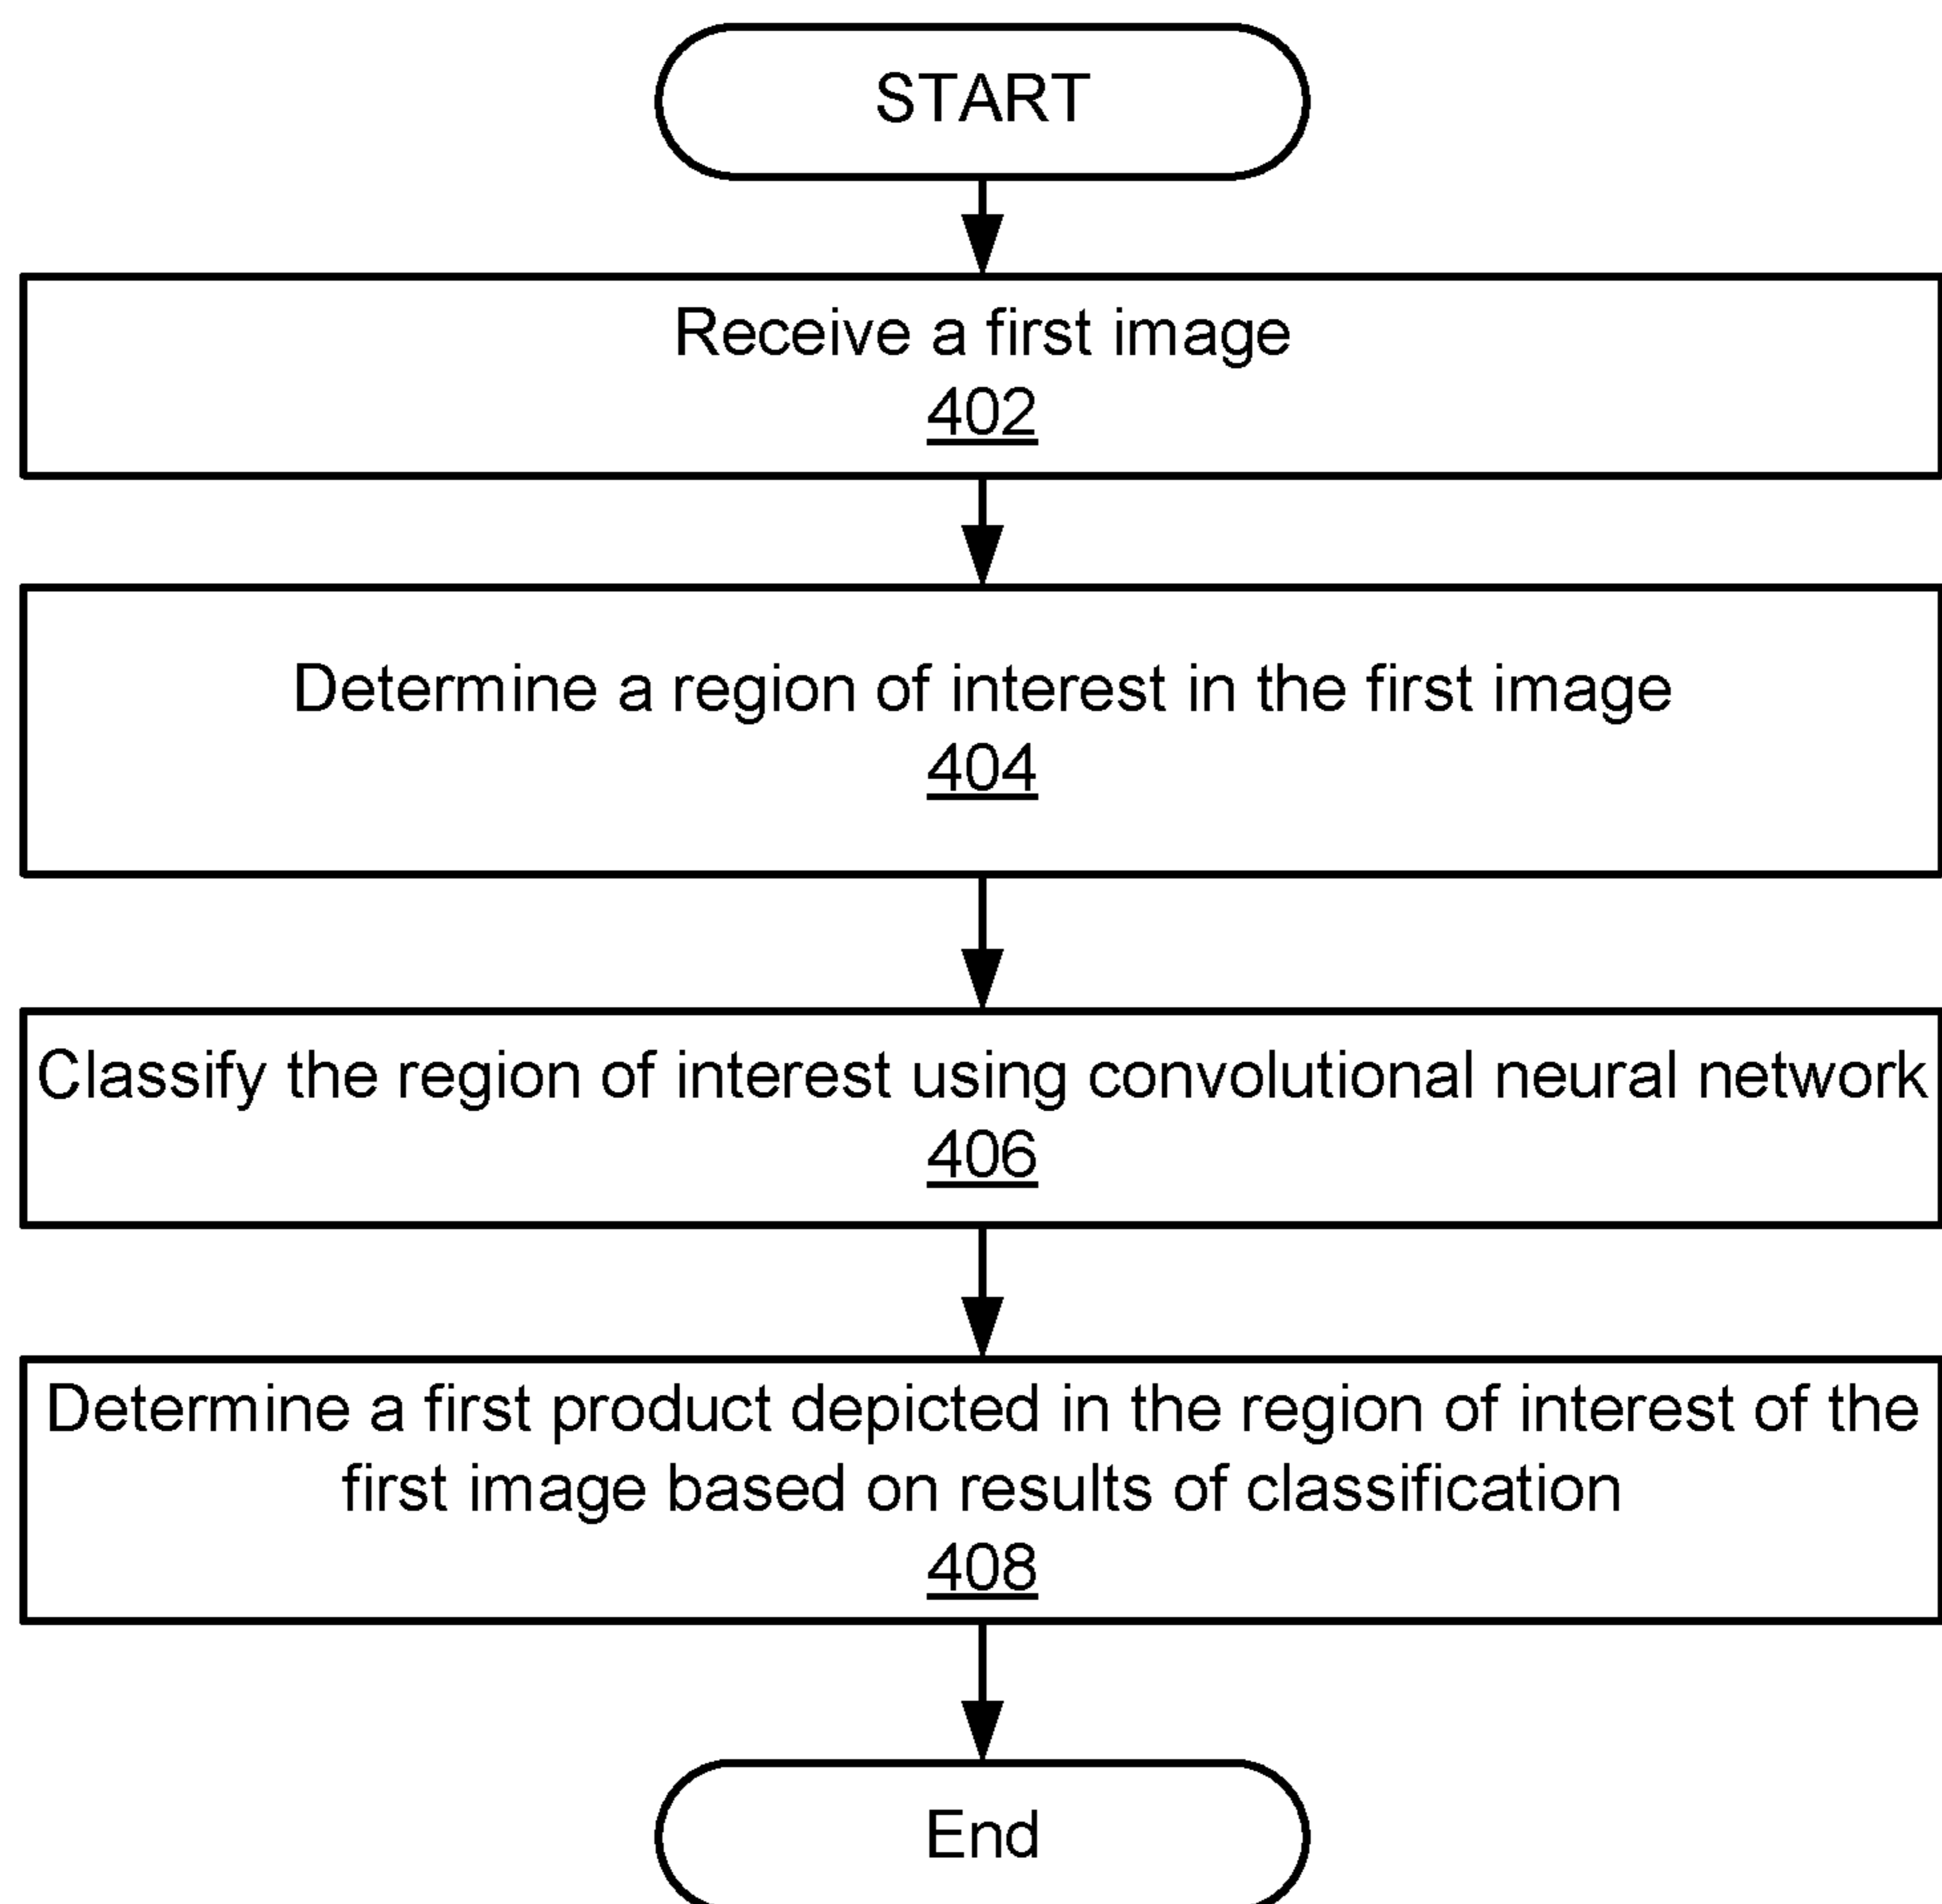 START
Receive a first image
402
Determine a region of interest in the first image
404
Classify the region of interest using convolutional neural network
406
Determine a first product depicted in the region of interest of the
first image based on results of classification
408
End